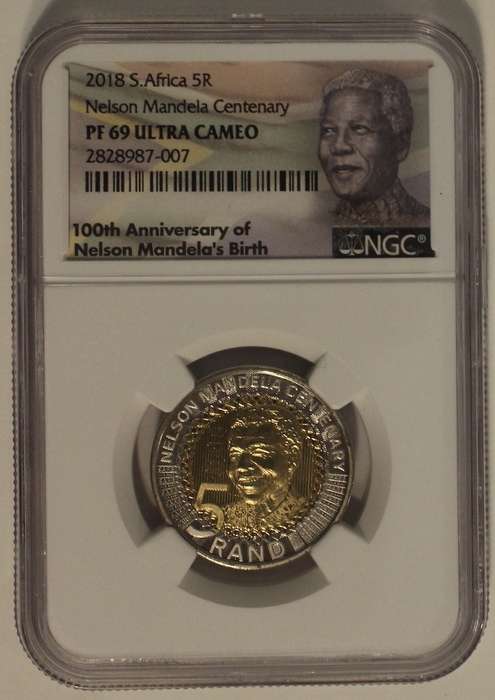 2018 S.Africa 5R
Nelson Mandela Centenary
PF 69 ULTRA CAMEO
2828987-007
100th Anniversary of
Nelson Mandela's Birth
NGC®
NELSON MANDELA CENTENARY
5
RAND